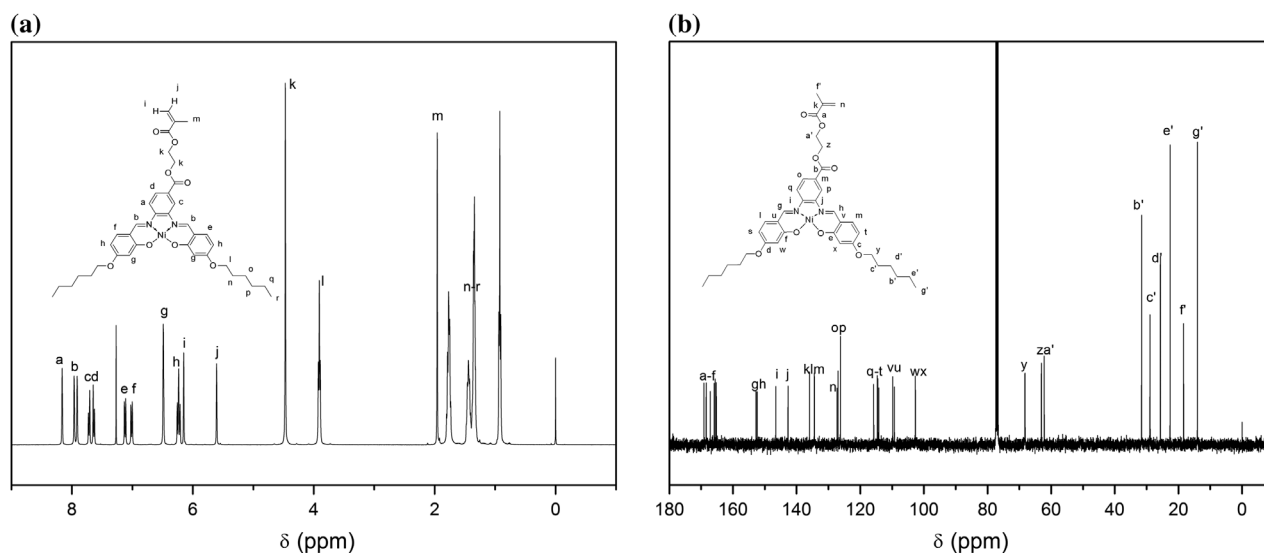 (a)
j
i
H
H
m
O
O
k
k
O
O
d
a
c
b
N
N
b
f
e
Ni
h
O
O
h
g
g
O
O
l
n
o
p
q
r
a
b
cd
e f
g
h
i
j
k
l
m
n-r
8
6
4
2
0
δ (ppm)
(b)
f'
k
n
O
a
O
a'
z
O
b
O
o
m
q
p
g
i
j
h
N
N
l
u
v
m
Ni
s
O
O
t
f
e
d
w
x
c
O
O
y
c'
d'
b'
e'
g'
a-f
gh
i
j
klm
n
op
q-t
vu
wx
y
za'
b'
c'
d'
e'
f'
g'
180 160 140 120 100 80 60 40 20 0
δ (ppm)